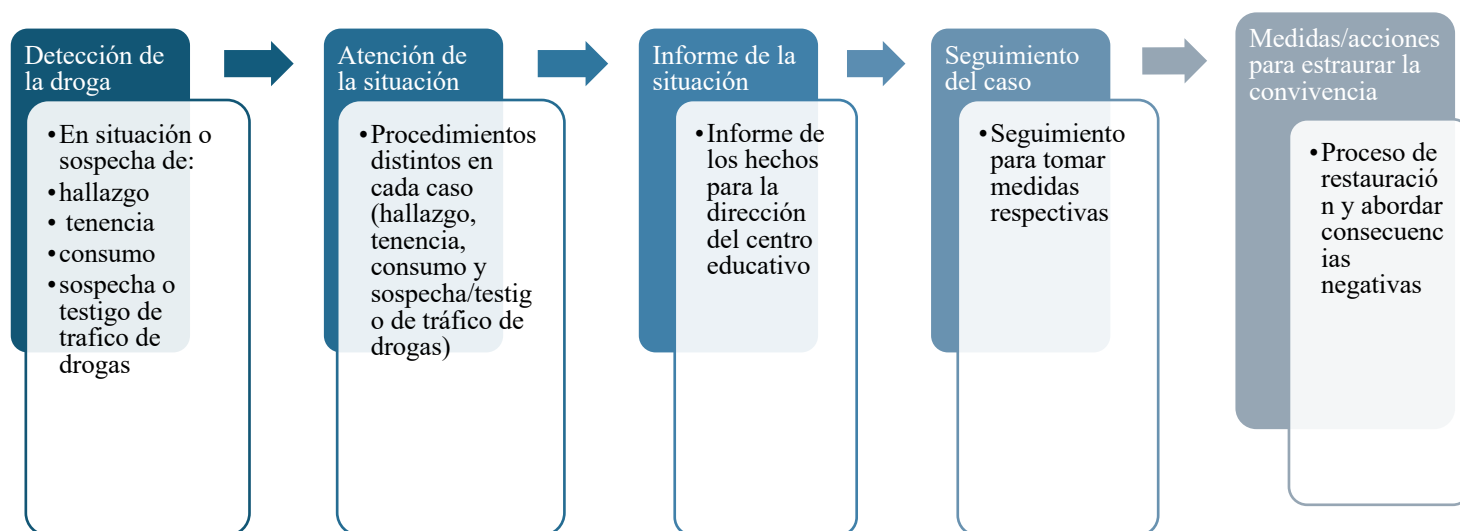 Detección de
la droga
•En situación o
sospecha de:
•hallazgo
• tenencia
•consumo
•sospecha o
testigo de
trafico de
drogas
Atención de
la situación
•Procedimientos
distintos en
cada caso
(hallazgo,
tenencia,
consumo y
sospecha/testig
o de tráfico de
drogas)
Informe de la
situación
•Informe de
los hechos
para la
dirección
del centro
educativo
Seguimiento
del caso
•Seguimiento
para tomar
medidas
respectivas
Medidas/acciones
para estraurar la
convivencia
•Proceso de
restauració
n y abordar
consecuenc
ias
negativas